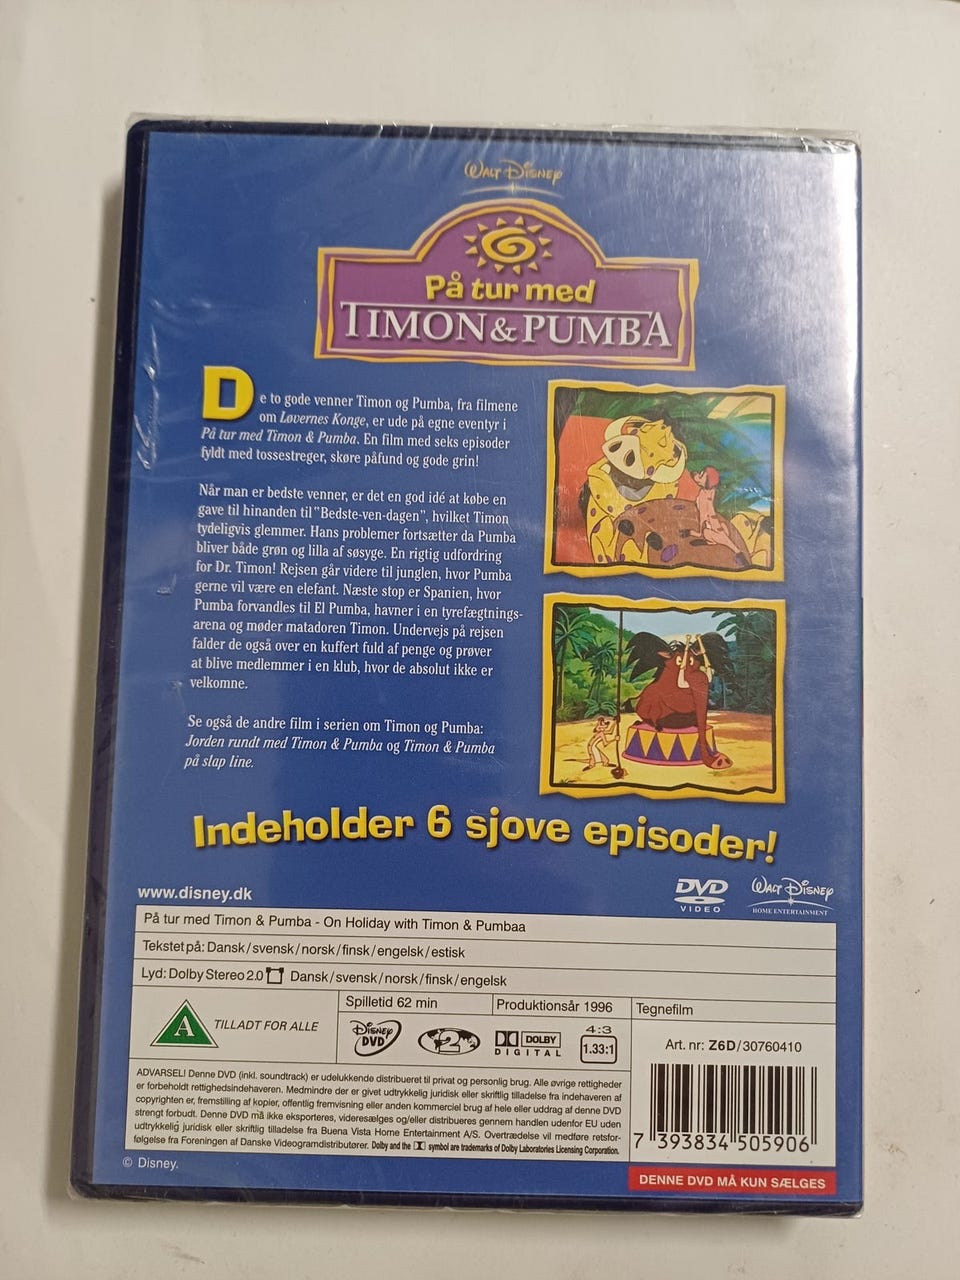 WALT DISNEY
På tur med
TIMON & PUMBA
De to gode venner Timon og Pumba, fra filmene
om Løvernes Konge, er ude på egne eventyr i
På tur med Timon & Pumba. En film med seks episoder
fyldt med tossestreger, skøre påfund og gode grin!
Når man er bedste venner, er det en god idé at købe en
gave til hinanden til "Bedste-ven-dagen", hvilket Timon
tydeligvis glemmer. Hans problemer fortsætter da Pumba
bliver både grøn og lilla af søsyge. En rigtig udfordring
for Dr. Timon! Rejsen går videre til junglen, hvor Pumba
gerne vil være en elefant. Næste stop er Spanien, hvor
Pumba forvandles til El Pumba, havner i en tyrefægtnings-
arena og møder matadoren Timon. Undervejs på rejsen
falder de også over en kuffert fuld af penge og prøver
at blive medlemmer i en klub, hvor de absolut ikke er
velkomne.
Se også de andre film i serien om Timon og Pumba:
Jorden rundt med Timon & Pumba og Timon & Pumba
på slap line.
Indeholder 6 sjove episoder!
www.disney.dk
DVD
VIDEO
WALT DISNEY
HOME ENTERTAINMENT
På tur med Timon & Pumba - On Holiday with Timon & Pumbaa
Tekstet på: Dansk/svensk/norsk/finsk/engelsk/estisk
Lyd: Dolby Stereo 2.0 Dansk/svensk/norsk/finsk/engelsk
A TILLADT FOR ALLE
Spilletid 62 min
Produktionsår 1996
Tegnefilm
DISNEY
DVD
2
DOLBY
DIGITAL
4:3
1.33:1
Art. nr: Z6D/30760410
ADVARSEL! Denne DVD (inkl. soundtrack) er udelukkende distribueret til privat og personlig brug. Alle øvrige rettigheder
er forbeholdt rettighedsindehaveren. Medmindre der er givet udtrykkelig juridisk eller skriftlig tilladelse fra indehaveren af
copyrighten er, fremstilling af kopier, offentlig fremvisning eller anden kommerciel brug af hele eller uddrag af denne DVD
strengt forbudt. Denne DVD må ikke eksporteres, videresælges og/eller distribueres gennem handlen udenfor EU uden
udtrykkelig juridisk eller skriftlig tilladelse fra Buena Vista Home Entertainment A/S. Overtrædelse vil medføre retsfor-
følgelse fra Foreningen af Danske Videogramdistributører. Dolby and the symbol are trademarks of Dolby Laboratories Licensing Corporation.
7 393834 505906
© Disney.
DENNE DVD MÅ KUN SÆLGES